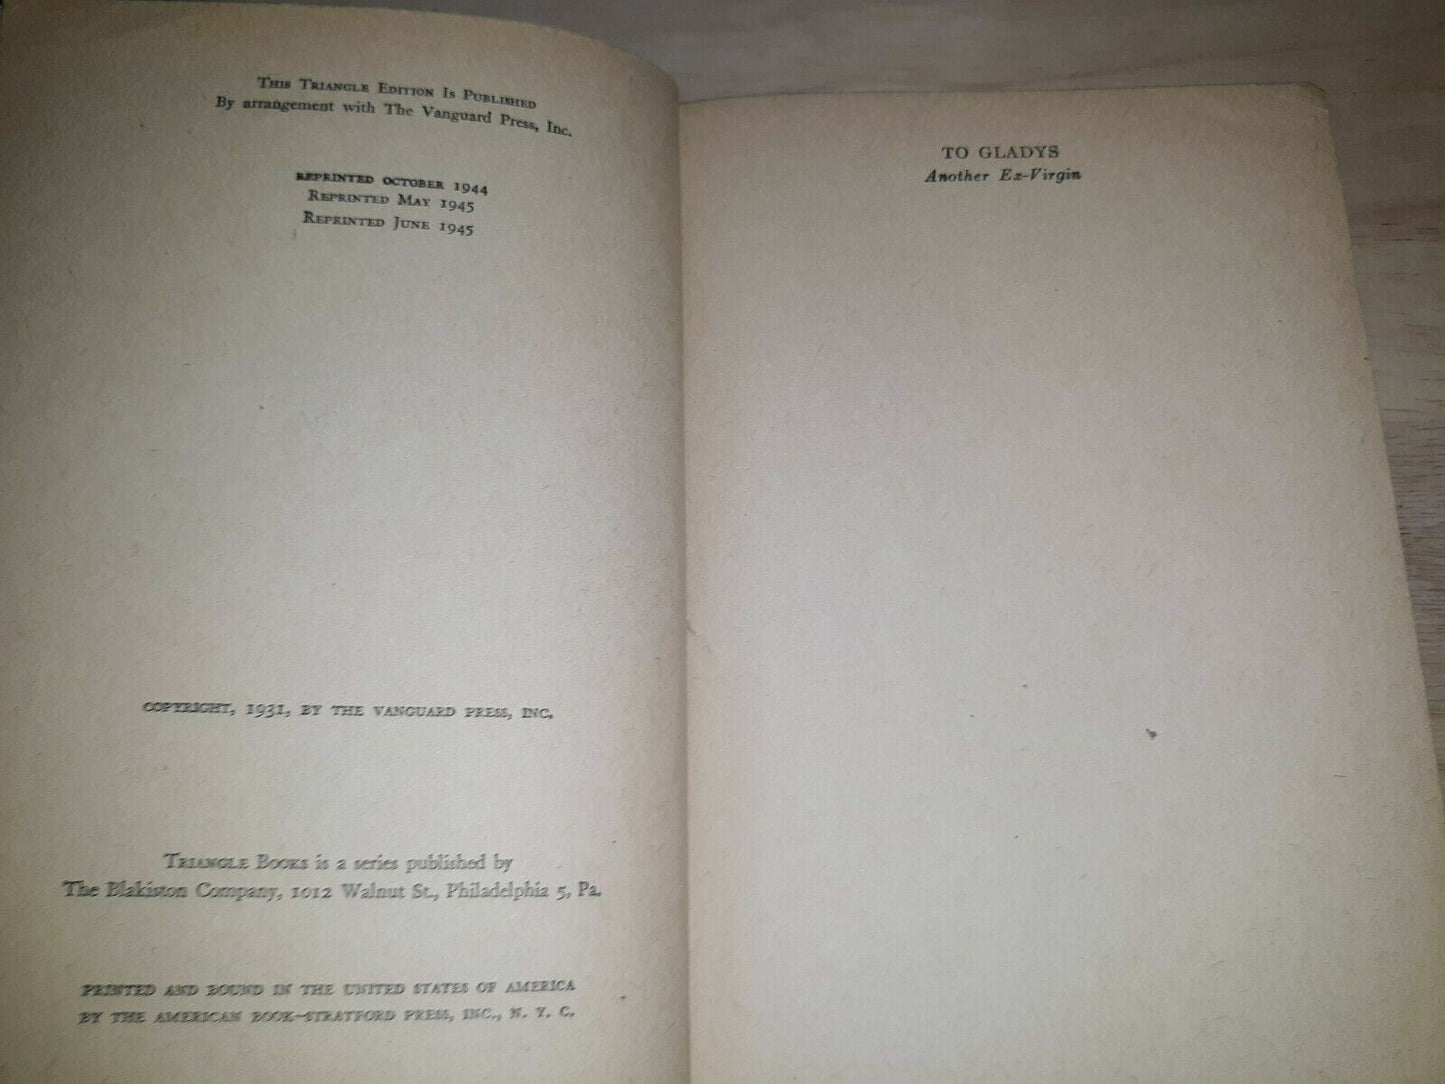 THIS TRIANGLE EDITION IS PUBLISHED
By arrangement with The Vanguard Press, Inc.
REPRINTED OCTOBER 1944
REPRINTED MAY 1945
REPRINTED JUNE 1945
COPYRIGHT, 1931, BY THE VANGUARD PRESS, INC.
TRIANGLE BOOKS is a series published by
The Blakiston Company, 1012 Walnut St., Philadelphia 5, Pa.
PRINTED AND BOUND IN THE UNITED STATES OF AMERICA
BY THE AMERICAN BOOK–STRATFORD PRESS, INC., N. Y. C.
TO GLADYS
Another Ex-Virgin